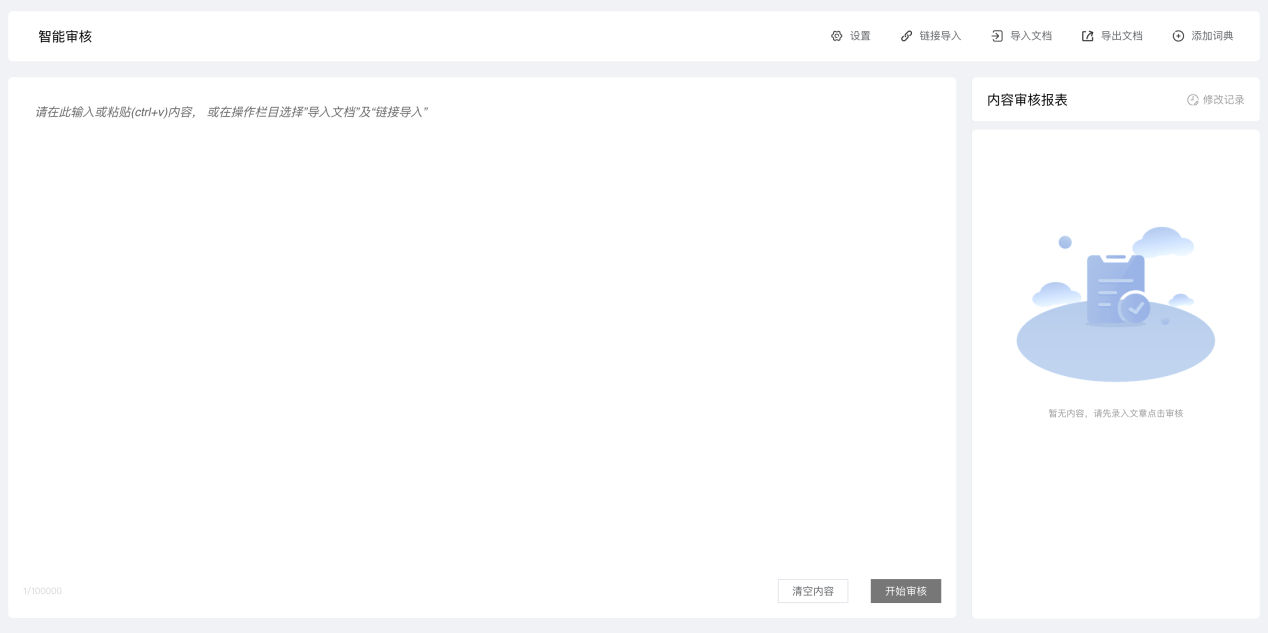 智能审核
设置
链接导入
导入文档
导出文档
添加词典
请在此输入或粘贴(ctrl+v)内容， 或在操作栏目选择"导入文档"及"链接导入"
内容审核报表
修改记录
暂无内容，请先录入文章点击审核
1/100000
清空内容
开始审核